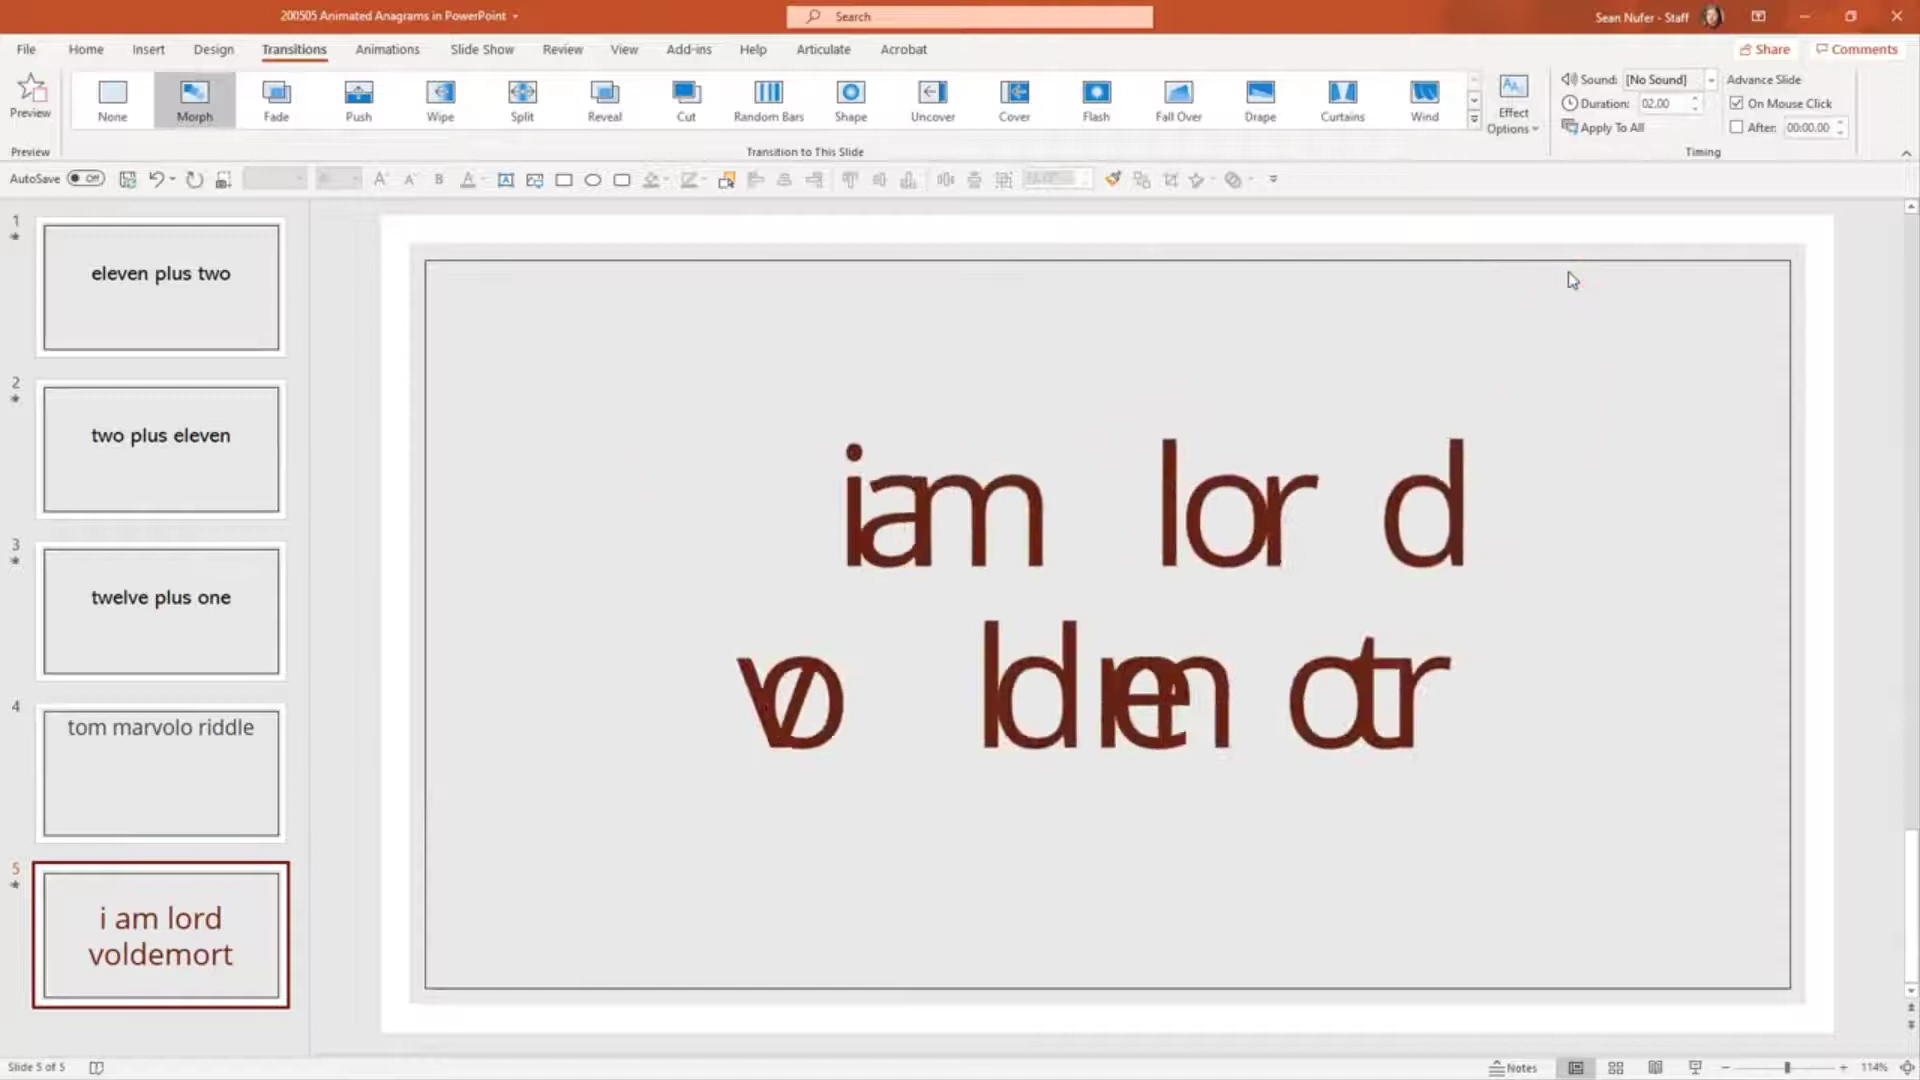 200505 Animated Anagrams in PowerPoint
Search
Sean Nufer - Staff
File Home Insert Design Transitions Animations Slide Show Review View Add-ins Help Articulate Acrobat
Share Comments
Preview
None Morph Fade Push Wipe Split Reveal Cut Random Bars Shape Uncover Cover Flash Fall Over Drape Curtains Wind
Effect Options
Sound: [No Sound]
Duration: 02.00
Apply To All
Advance Slide
On Mouse Click
After: 00:00.00
Preview
Transition to This Slide
Timing
AutoSave Off
1
eleven plus two
2
two plus eleven
3
twelve plus one
4
tom marvolo riddle
5
i am lord
voldemort
iam lor d
Slide 5 of 5
Notes
114%